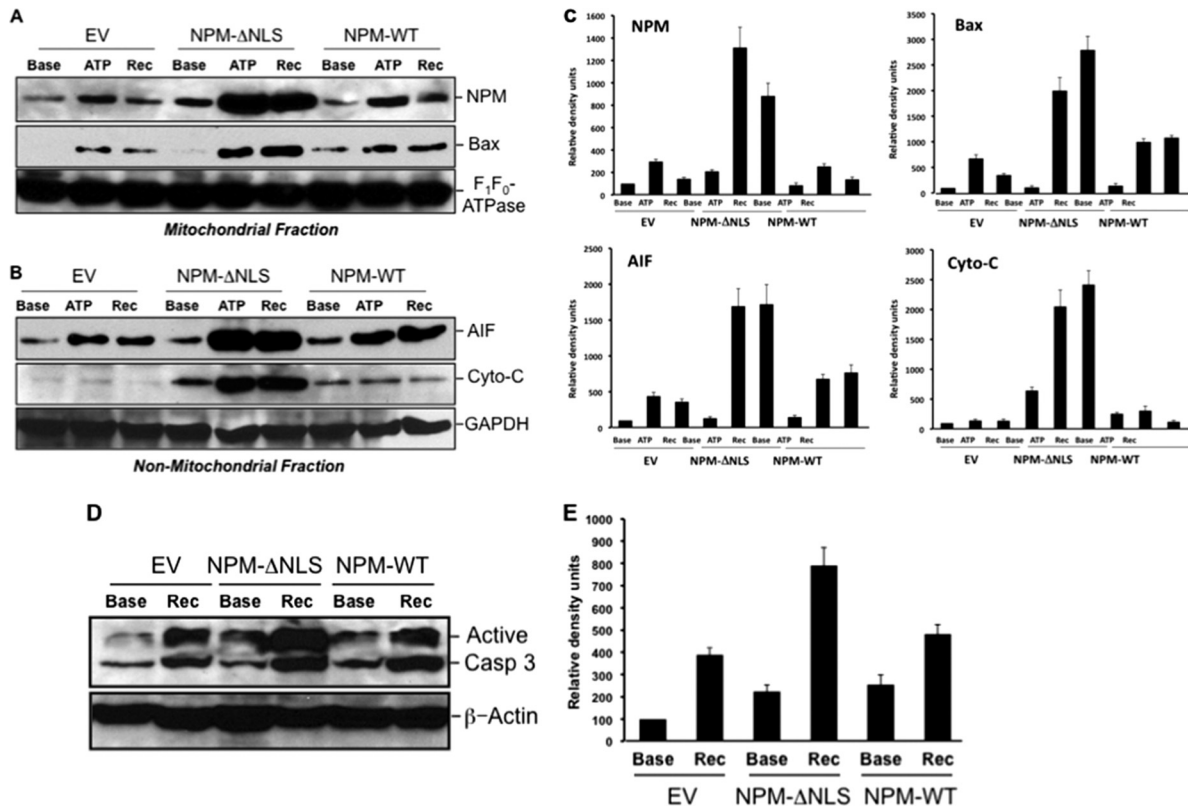 A
EV NPM-ΔNLS NPM-WT
Base ATP Rec Base ATP Rec Base ATP Rec
NPM
Bax
F1F0-
ATPase
Mitochondrial Fraction
B
EV NPM-ΔNLS NPM-WT
Base ATP Rec Base ATP Rec Base ATP Rec
AIF
Cyto-C
GAPDH
Non-Mitochondrial Fraction
C
NPM
Relative density units
1600
1400
1200
1000
800
600
400
200
0
Base ATP Rec Base ATP Rec Base ATP Rec
EV NPM-ΔNLS NPM-WT
Bax
Relative density units
3500
3000
2500
2000
1500
1000
500
0
Base ATP Rec Base ATP Rec Base ATP Rec
EV NPM-ΔNLS NPM-WT
AIF
Relative density units
2500
2000
1500
1000
500
0
Base ATP Rec Base ATP Rec Base ATP Rec
EV NPM-ΔNLS NPM-WT
Cyto-C
Relative density units
3000
2500
2000
1500
1000
500
0
Base ATP Rec Base ATP Rec Base ATP Rec
EV NPM-ΔNLS NPM-WT
D
EV NPM-ΔNLS NPM-WT
Base Rec Base Rec Base Rec
Active
Casp 3
β-Actin
E
Relative density units
1000
900
800
700
600
500
400
300
200
100
0
Base Rec Base Rec Base Rec
EV NPM-ΔNLS NPM-WT